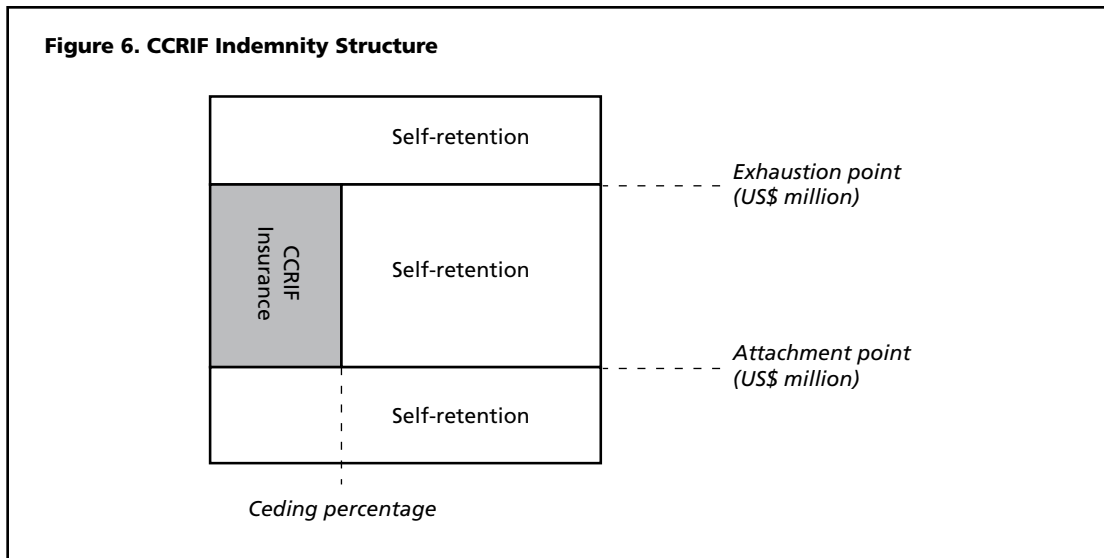 Figure 6. CCRIF Indemnity Structure
Self-retention
Exhaustion point
(US$ million)
CCRIF
Insurance
Self-retention
Attachment point
(US$ million)
Self-retention
Ceding percentage